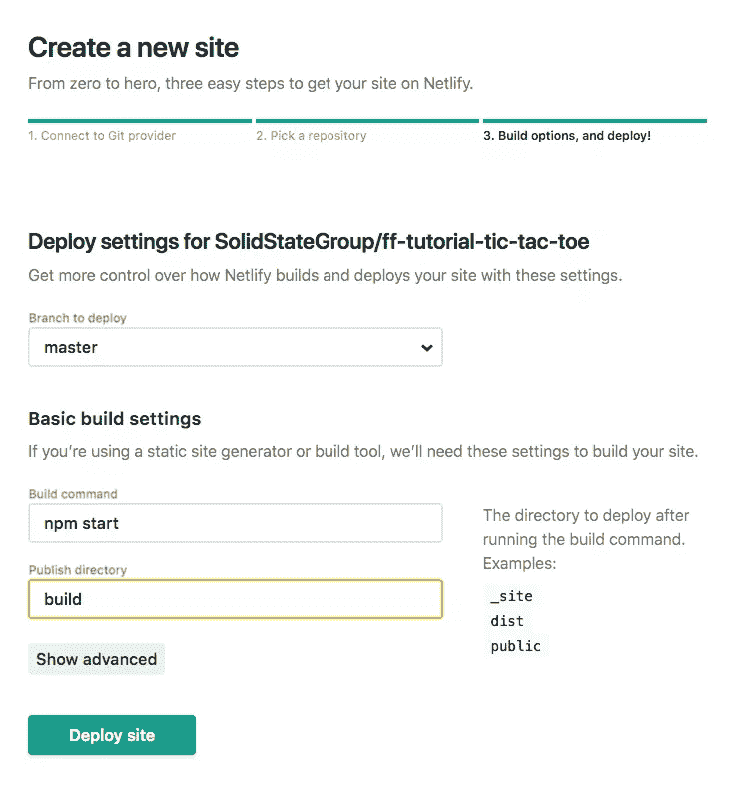 Create a new site
From zero to hero, three easy steps to get your site on Netlify.
1. Connect to Git provider
2. Pick a repository
3. Build options, and deploy!
Deploy settings for SolidStateGroup/ff-tutorial-tic-tac-toe
Get more control over how Netlify builds and deploys your site with these settings.
Branch to deploy
master
Basic build settings
If you're using a static site generator or build tool, we'll need these settings to build your site.
Build command
npm start
Publish directory
build
The directory to deploy after
running the build command.
Examples:
_site
dist
public
Show advanced
Deploy site